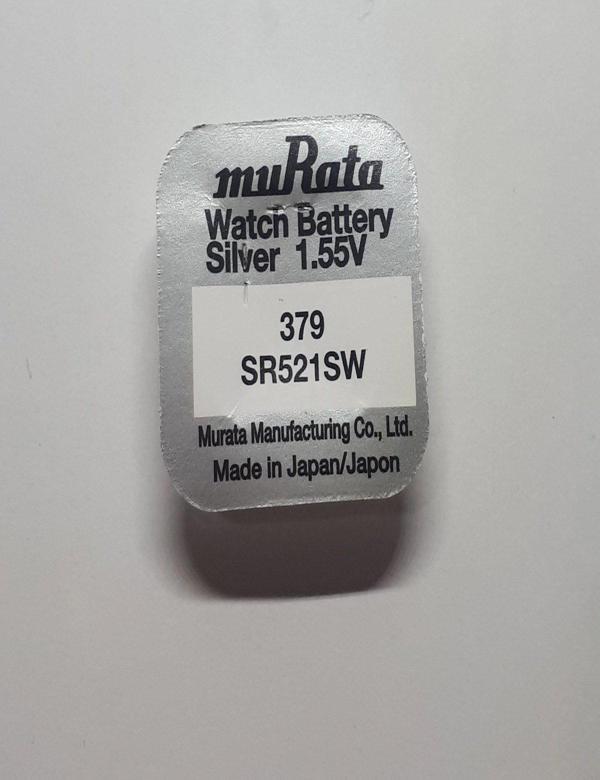 muRata
Watch Battery
Silver 1.55V
379
SR521SW
Murata Manufacturing Co., Ltd.
Made in Japan/Japon